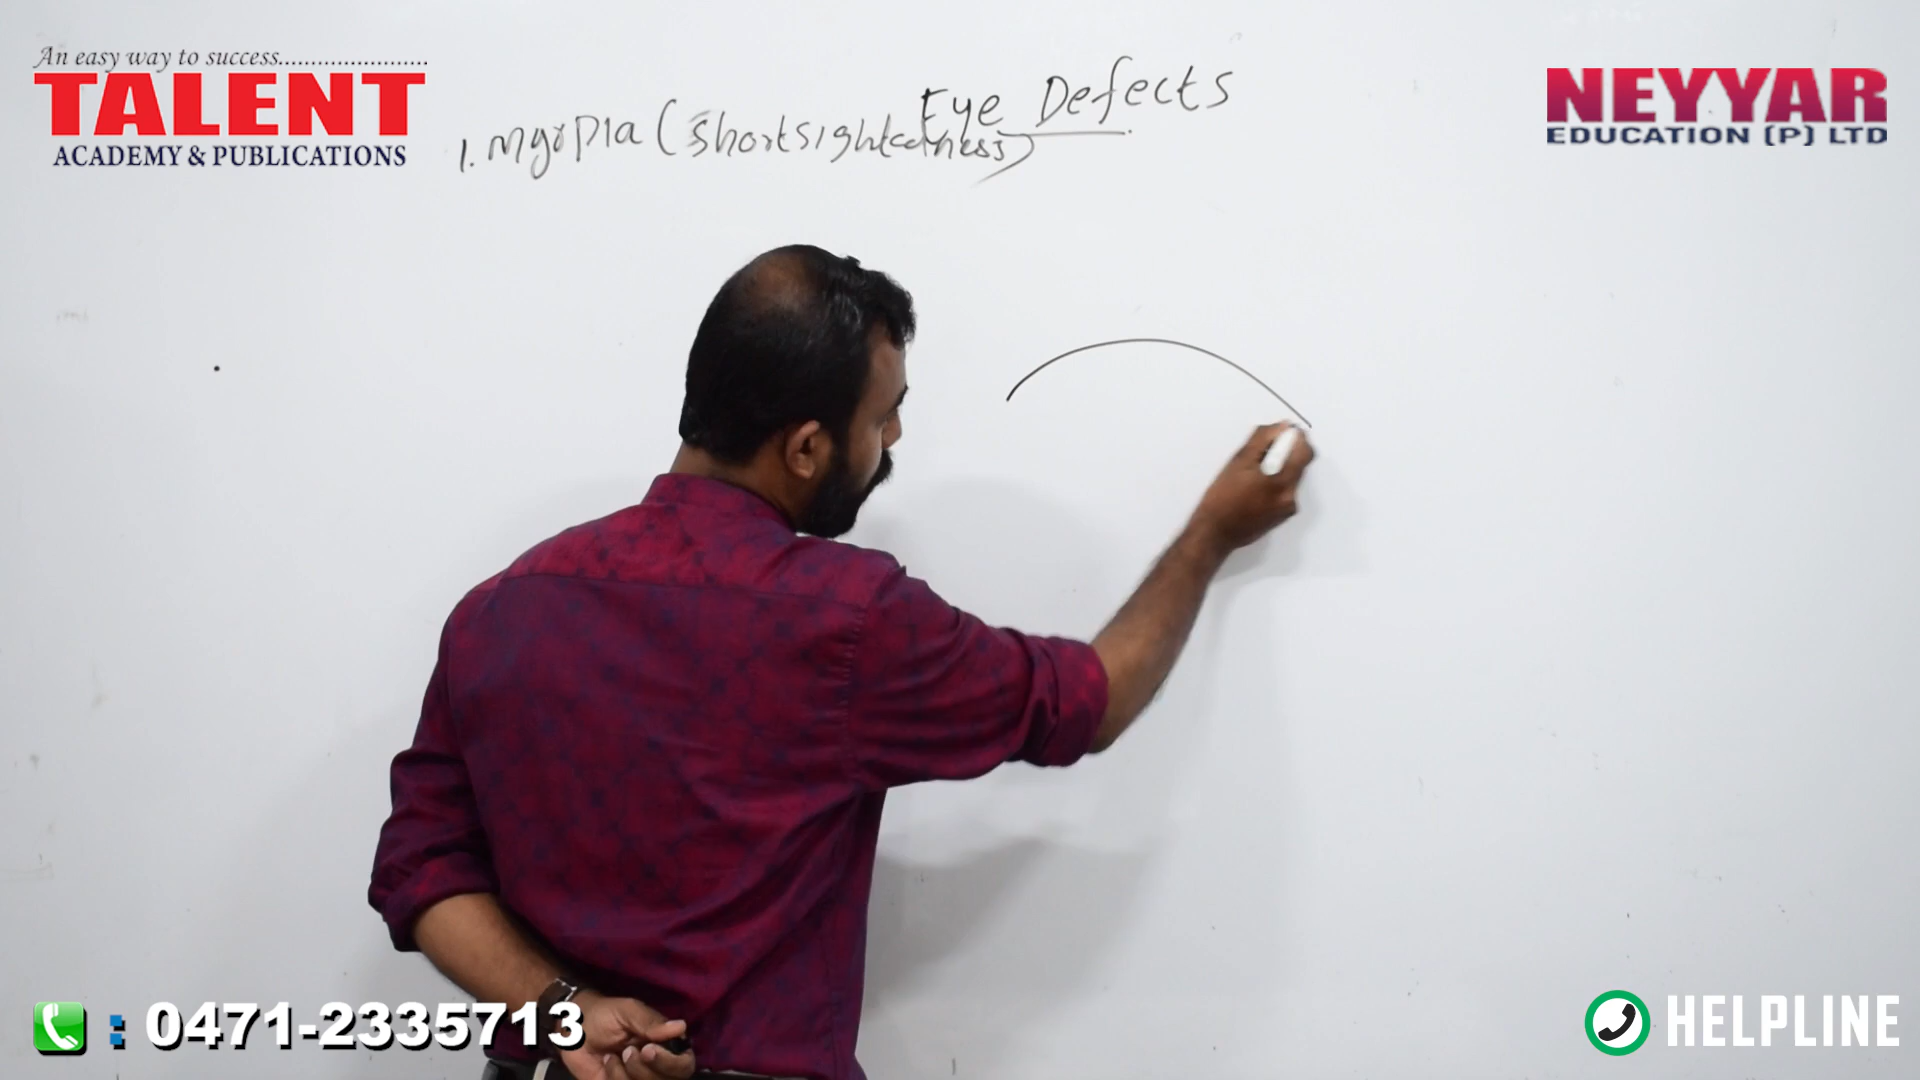 An easy way to success.......................
TALENT
ACADEMY & PUBLICATIONS
NEYYAR
EDUCATION (P) LTD
Eye Defects
1. Myopia (Shortsightedness)
: 0471-2335713
HELPLINE